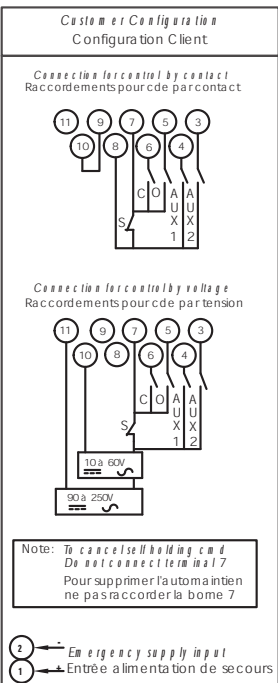 Customer Configuration
Configuration Client
Connection for control by contact
Raccordements pour cde par contact
11 9 7 5 3
10 8 6 4
C O A A
U U
S X X
1 2
Connection for control by voltage
Raccordements pour cde par tension
11 9 7 5 3
10 8 6 4
C O A A
U U
S X X
1 2
10 à 60V
90 à 250V
Note: To cancel self holding cmd
Do not connect terminal 7
Pour supprimer l'automaintien
ne pas raccorder la borne 7
2 - Emergency supply input
1 + Entrèe alimentation de secours